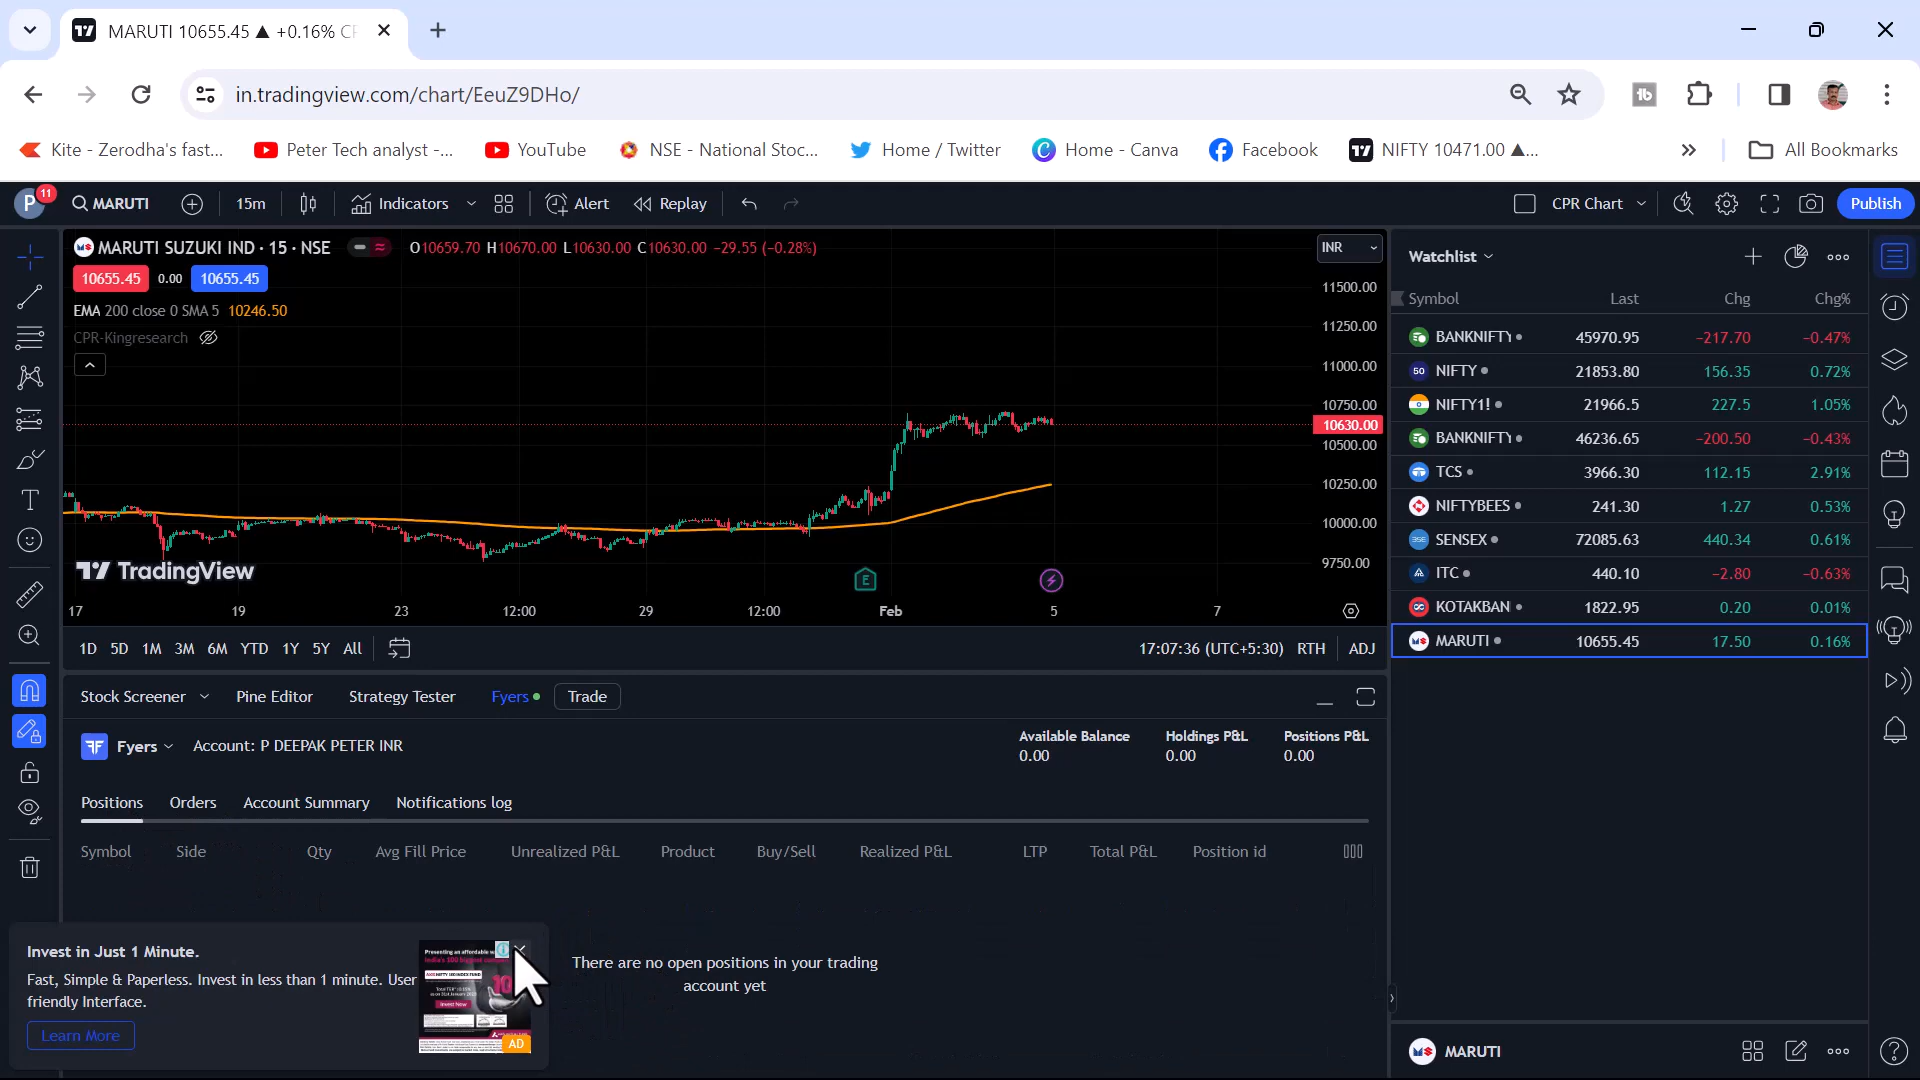 MARUTI 10655.45 ▲ +0.16% CP
in.tradingview.com/chart/EeuZ9DHo/
Kite - Zerodha's fast... Peter Tech analyst -... YouTube NSE - National Stoc... Home / Twitter Home - Canva Facebook NIFTY 10471.00 ▲... » All Bookmarks
P 11 MARUTI 15m Indicators Alert Replay CPR Chart Publish
MARUTI SUZUKI IND · 15 · NSE O10659.70 H10670.00 L10630.00 C10630.00 −29.55 (−0.28%) INR
10655.45 0.00 10655.45
EMA 200 close 0 SMA 5 10246.50
CPR-Kingresearch
11500.00
11250.00
11000.00
10750.00
10630.00
10500.00
10250.00
10000.00
9750.00
TradingView
E
17 19 23 12:00 29 12:00 Feb 5 7
1D 5D 1M 3M 6M YTD 1Y 5Y All 17:07:36 (UTC+5:30) RTH ADJ
Watchlist
Symbol Last Chg Chg%
BANKNIFTY 45970.95 −217.70 −0.47%
50 NIFTY 21853.80 156.35 0.72%
NIFTY1! 21966.5 227.5 1.05%
BANKNIFTY 46236.65 −200.50 −0.43%
TCS 3966.30 112.15 2.91%
NIFTYBEES 241.30 1.27 0.53%
BSE SENSEX 72085.63 440.34 0.61%
ITC 440.10 −2.80 −0.63%
KOTAKBAN 1822.95 0.20 0.01%
MARUTI 10655.45 17.50 0.16%
Stock Screener Pine Editor Strategy Tester Fyers Trade
Fyers Account: P DEEPAK PETER INR
Available Balance Holdings P&L Positions P&L
0.00 0.00 0.00
Positions Orders Account Summary Notifications log
Symbol Side Qty Avg Fill Price Unrealized P&L Product Buy/Sell Realized P&L LTP Total P&L Position id
There are no open positions in your trading
account yet
Invest in Just 1 Minute.
Fast, Simple & Paperless. Invest in less than 1 minute. User
friendly Interface.
Learn More
Invest Now
AD
MARUTI